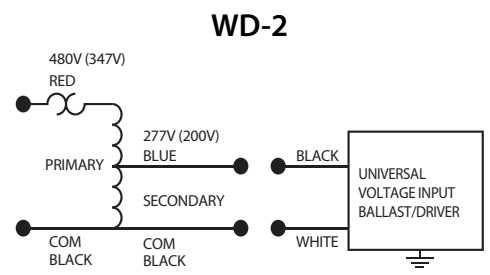 WD-2
480V (347V)
RED
277V (200V)
BLUE
PRIMARY
BLACK
UNIVERSAL
VOLTAGE INPUT
BALLAST/DRIVER
SECONDARY
COM
BLACK
COM
BLACK
WHITE